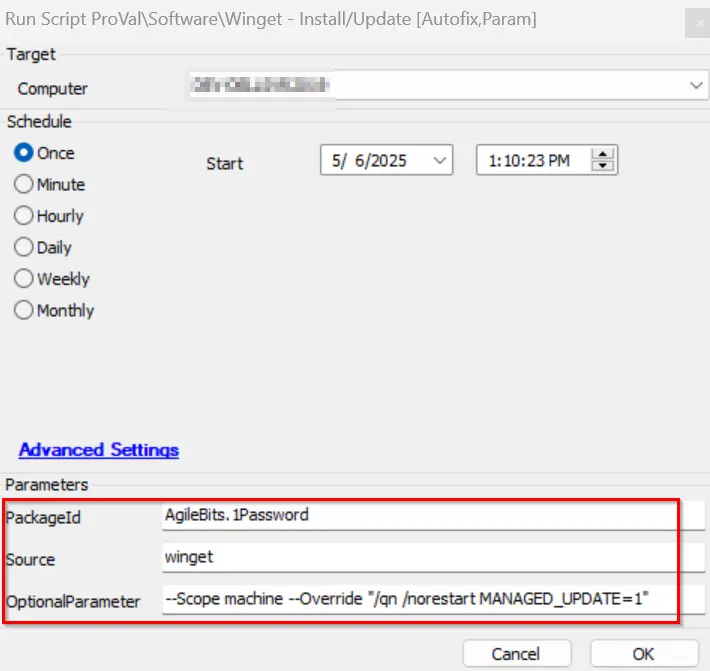 Run Script ProVal\Software\Winget - Install/Update [Autofix,Param]
Target
Computer
Schedule
Once
Start
5/ 6/2025
1:10:23 PM
Minute
Hourly
Daily
Weekly
Monthly
Advanced Settings
Parameters
PackageId
AgileBits.1Password
Source
winget
OptionalParameter
--Scope machine --Override "/qn /norestart MANAGED_UPDATE=1"
Cancel
OK